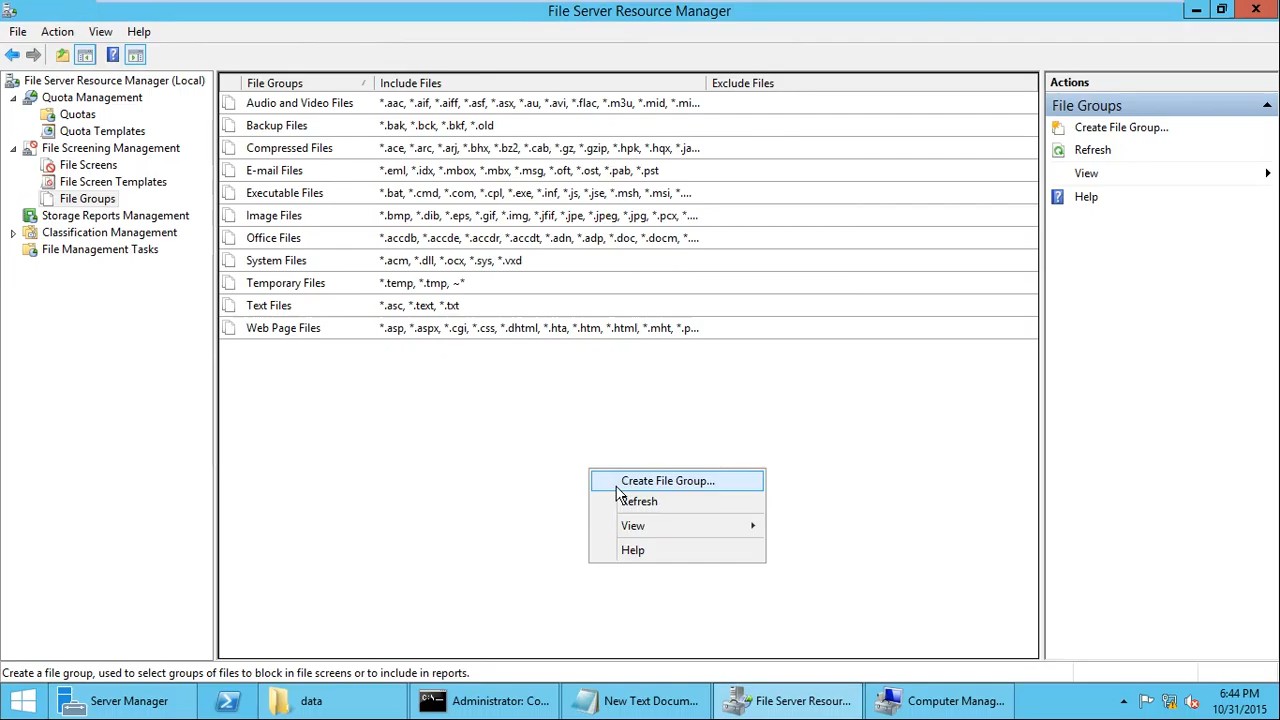 File Server Resource Manager
File Action View Help
File Server Resource Manager (Local)
Quota Management
Quotas
Quota Templates
File Screening Management
File Screens
File Screen Templates
File Groups
Storage Reports Management
Classification Management
File Management Tasks
File Groups Include Files Exclude Files
Audio and Video Files *.aac, *.aif, *.aiff, *.asf, *.asx, *.au, *.avi, *.flac, *.m3u, *.mid, *.mi...
Backup Files *.bak, *.bck, *.bkf, *.old
Compressed Files *.ace, *.arc, *.arj, *.bhx, *.bz2, *.cab, *.gz, *.gzip, *.hpk, *.hqx, *.ja...
E-mail Files *.eml, *.idx, *.mbox, *.mbx, *.msg, *.oft, *.ost, *.pab, *.pst
Executable Files *.bat, *.cmd, *.com, *.cpl, *.exe, *.inf, *.js, *.jse, *.msh, *.msi, *....
Image Files *.bmp, *.dib, *.eps, *.gif, *.img, *.jfif, *.jpe, *.jpeg, *.jpg, *.pcx, *....
Office Files *.accdb, *.accde, *.accdr, *.accdt, *.adn, *.adp, *.doc, *.docm, *....
System Files *.acm, *.dll, *.ocx, *.sys, *.vxd
Temporary Files *.temp, *.tmp, ~*
Text Files *.asc, *.text, *.txt
Web Page Files *.asp, *.aspx, *.cgi, *.css, *.dhtml, *.hta, *.htm, *.html, *.mht, *.p...
Create File Group...
Refresh
View
Help
Actions
File Groups
Create File Group...
Refresh
View
Help
Create a file group, used to select groups of files to block in file screens or to include in reports.
Server Manager data Administrator: Co... New Text Docum... File Server Resour... Computer Manag...
6:44 PM
10/31/2015